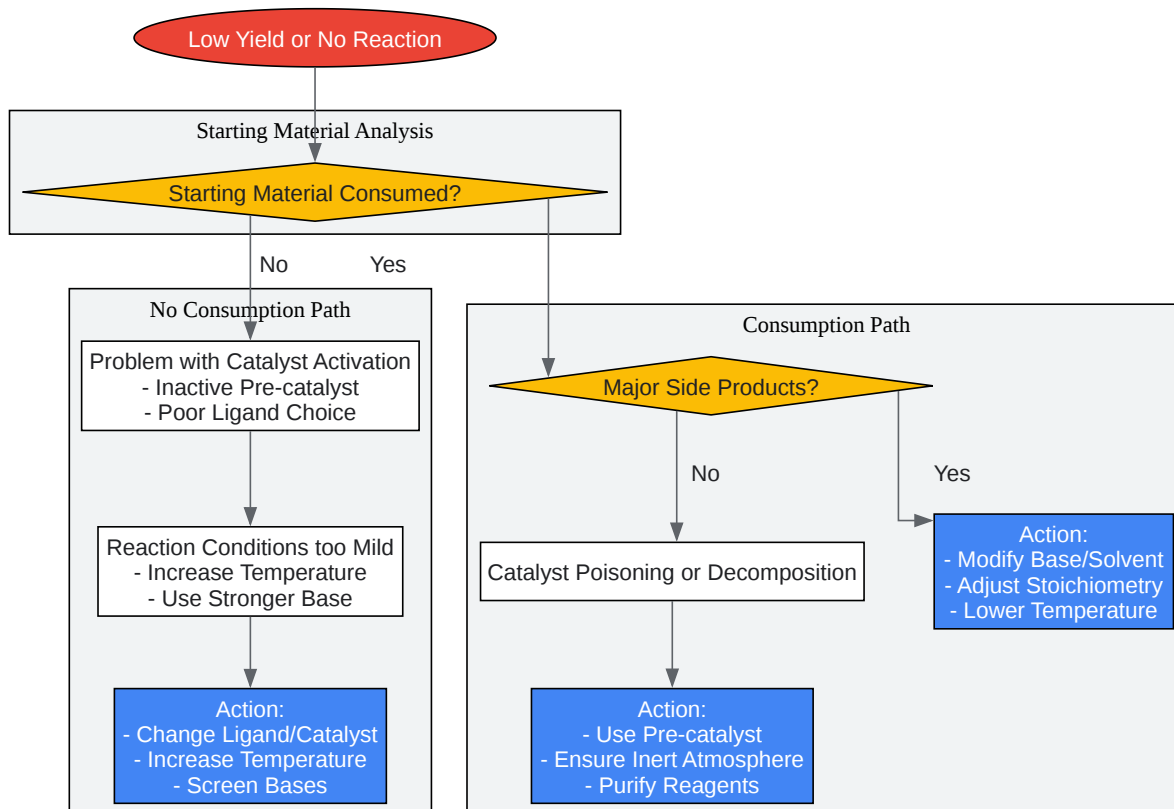 Low Yield or No Reaction
Starting Material Analysis
Starting Material Consumed?
No
Yes
No Consumption Path
Problem with Catalyst Activation
- Inactive Pre-catalyst
- Poor Ligand Choice
Reaction Conditions too Mild
- Increase Temperature
- Use Stronger Base
Action:
- Change Ligand/Catalyst
- Increase Temperature
- Screen Bases
Consumption Path
Major Side Products?
No
Yes
Catalyst Poisoning or Decomposition
Action:
- Use Pre-catalyst
- Ensure Inert Atmosphere
- Purify Reagents
Action:
- Modify Base/Solvent
- Adjust Stoichiometry
- Lower Temperature